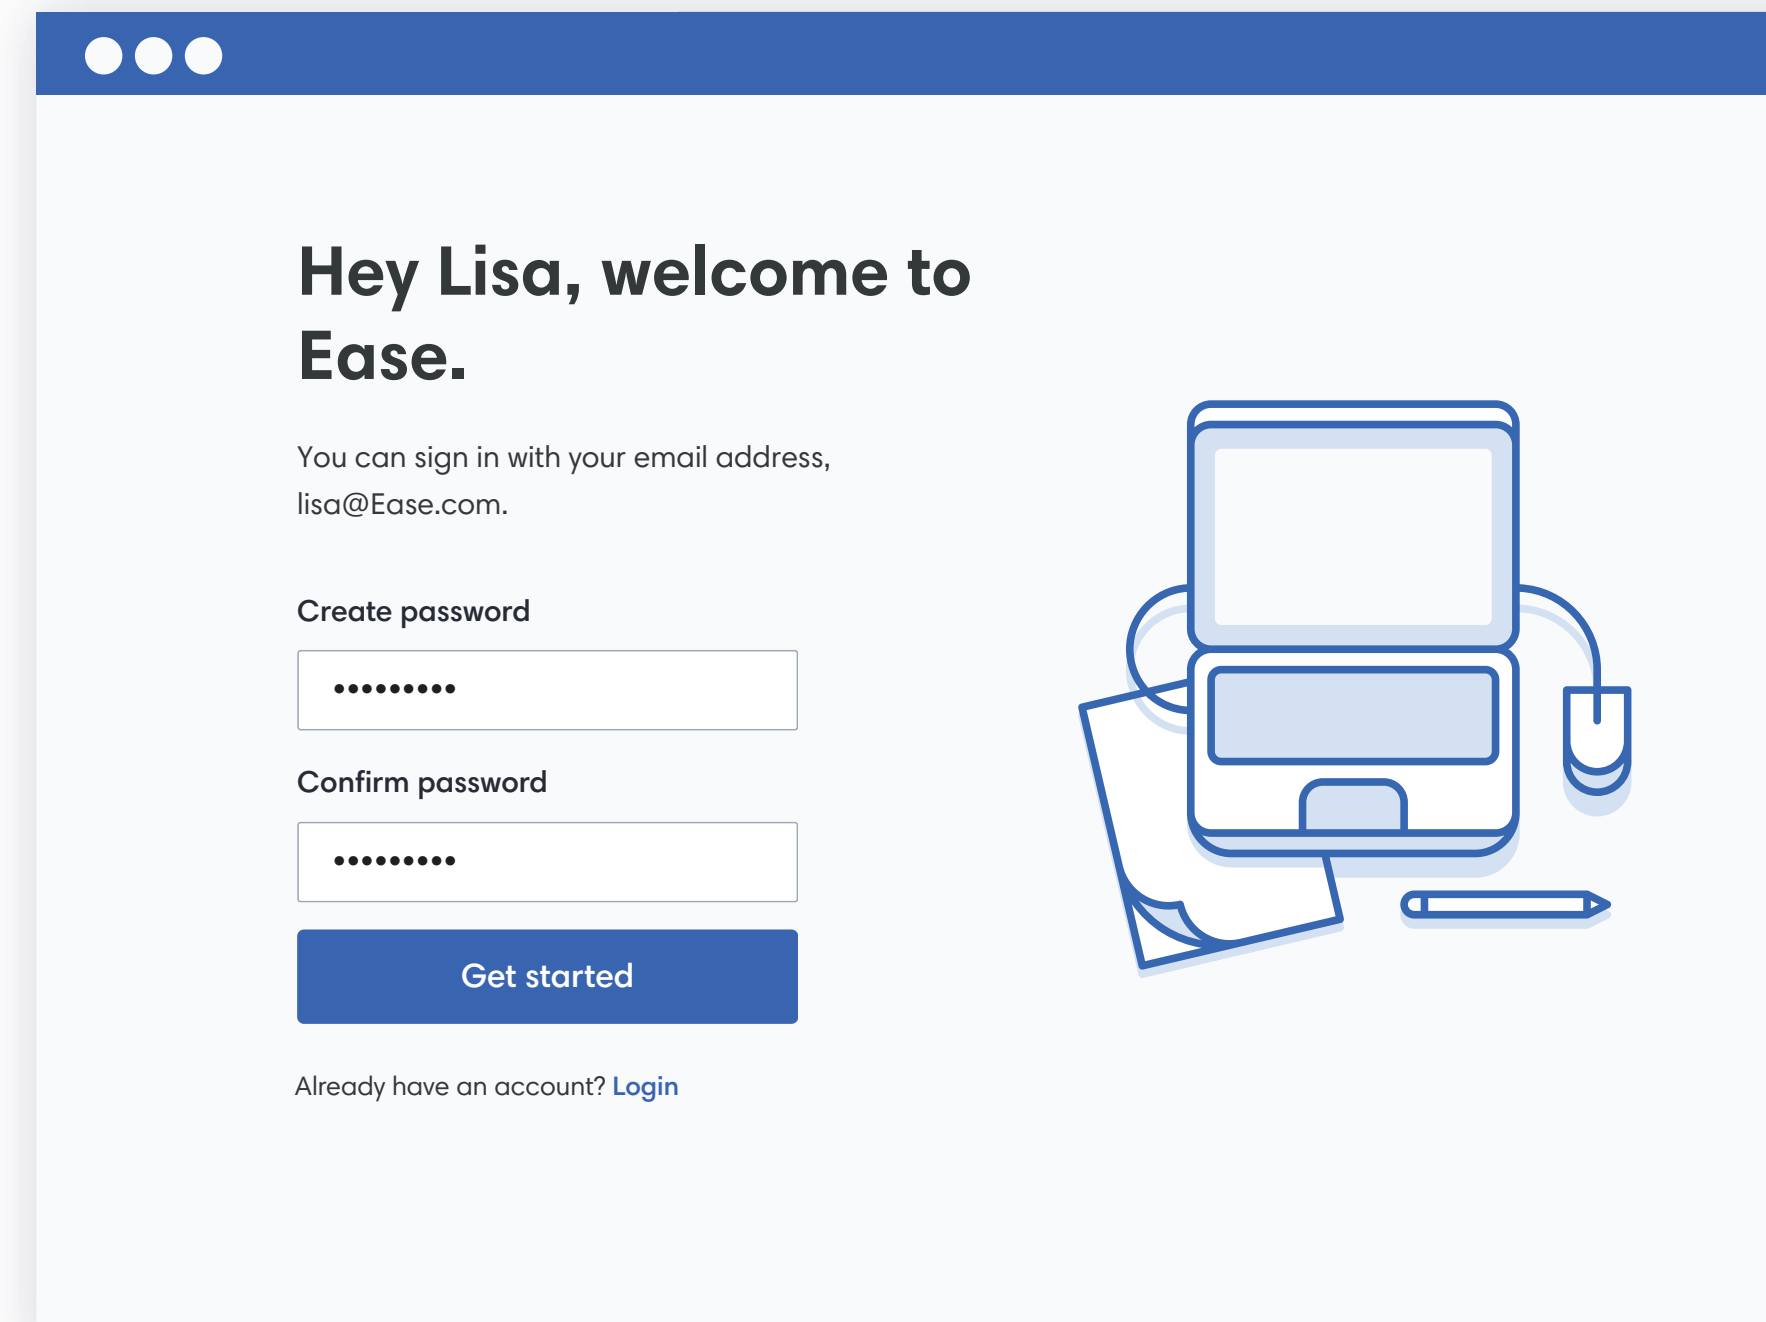 Hey Lisa, welcome to
Ease.
You can sign in with your email address,
lisa@Ease.com.
Create password
•••••••••
Confirm password
•••••••••
Get started
Already have an account? Login